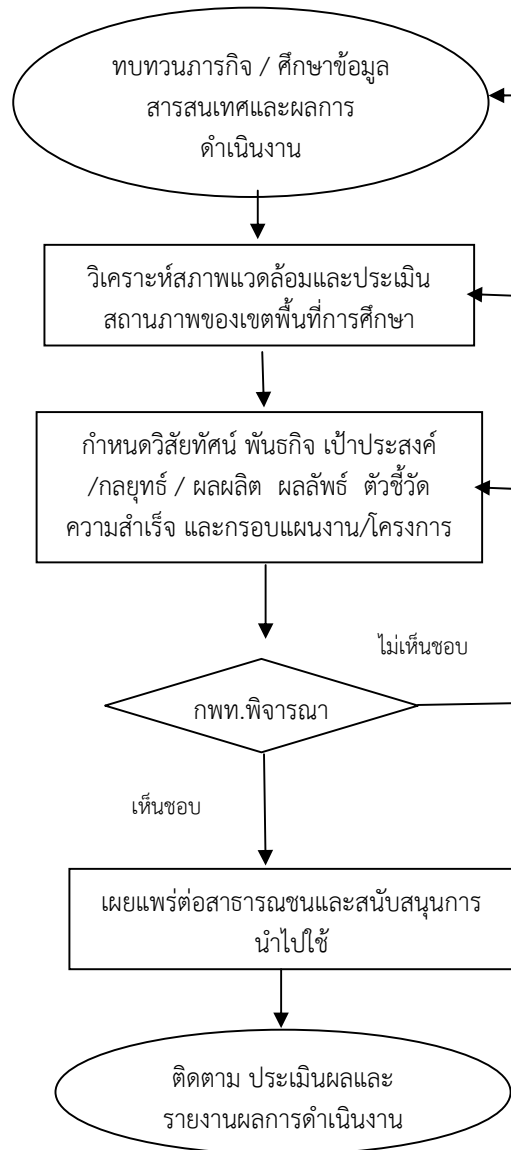 ทบทวนภารกิจ / ศึกษาข้อมูล
สารสนเทศและผลการ
ดำเนินงาน
วิเคราะห์สภาพแวดล้อมและประเมิน
สถานภาพของเขตพื้นที่การศึกษา
กำหนดวิสัยทัศน์ พันธกิจ เป้าประสงค์
/กลยุทธ์ / ผลผลิต ผลลัพธ์ ตัวชี้วัด
ความสำเร็จ และกรอบแผนงาน/โครงการ
ไม่เห็นชอบ
กพท.พิจารณา
เห็นชอบ
เผยแพร่ต่อสาธารณชนและสนับสนุนการ
นำไปใช้
ติดตาม ประเมินผลและ
รายงานผลการดำเนินงาน